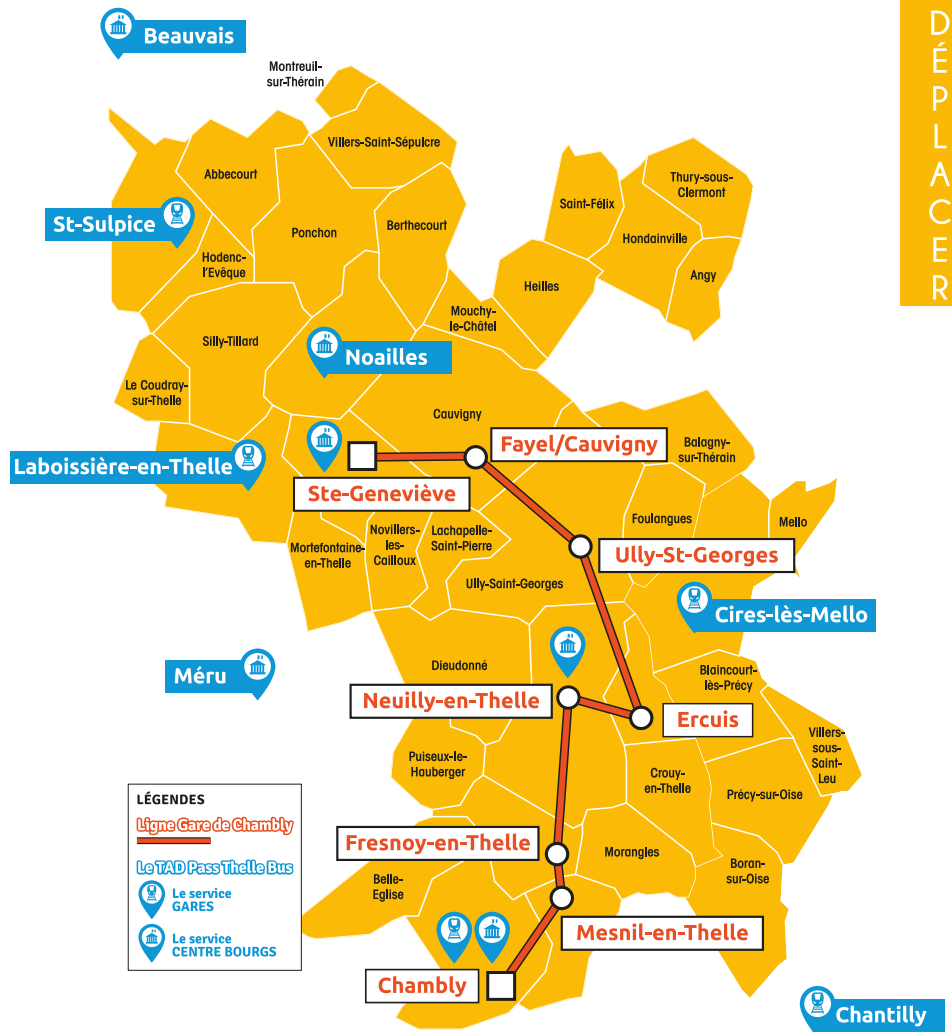 DÉPLACER
Beauvais
Montreuil-
sur-Thérain
Villers-Saint-Sépulcre
Abbecourt
Thury-sous-
Clermont
Saint-Félix
St-Sulpice
Ponchon
Berthecourt
Hondainville
Hodenc-
l'Evêque
Angy
Heilles
Mouchy-
le-Châtel
Silly-Tillard
Noailles
Le Coudray-
sur-Thelle
Cauvigny
Fayel/Cauvigny
Balagny-
sur-Thérain
Laboissière-en-Thelle
Ste-Geneviève
Foulangues
Mello
Novillers-
les-
Cailloux
Lachapelle-
Saint-Pierre
Mortefontaine-
en-Thelle
Ully-St-Georges
Ully-Saint-Georges
Cires-lès-Mello
Méru
Dieudonné
Blaincourt-
lès-Précy
Neuilly-en-Thelle
Ercuis
Villers-
sous-
Saint-
Leu
Puiseux-le-
Hauberger
Crouy-
en-Thelle
Précy-sur-Oise
LÉGENDES
Ligne Gare de Chambly
Le TAD Pass Thelle Bus
Le service
GARES
Le service
CENTRE BOURGS
Fresnoy-en-Thelle
Morangles
Boran-
sur-Oise
Belle-
Eglise
Mesnil-en-Thelle
Chambly
Chantilly